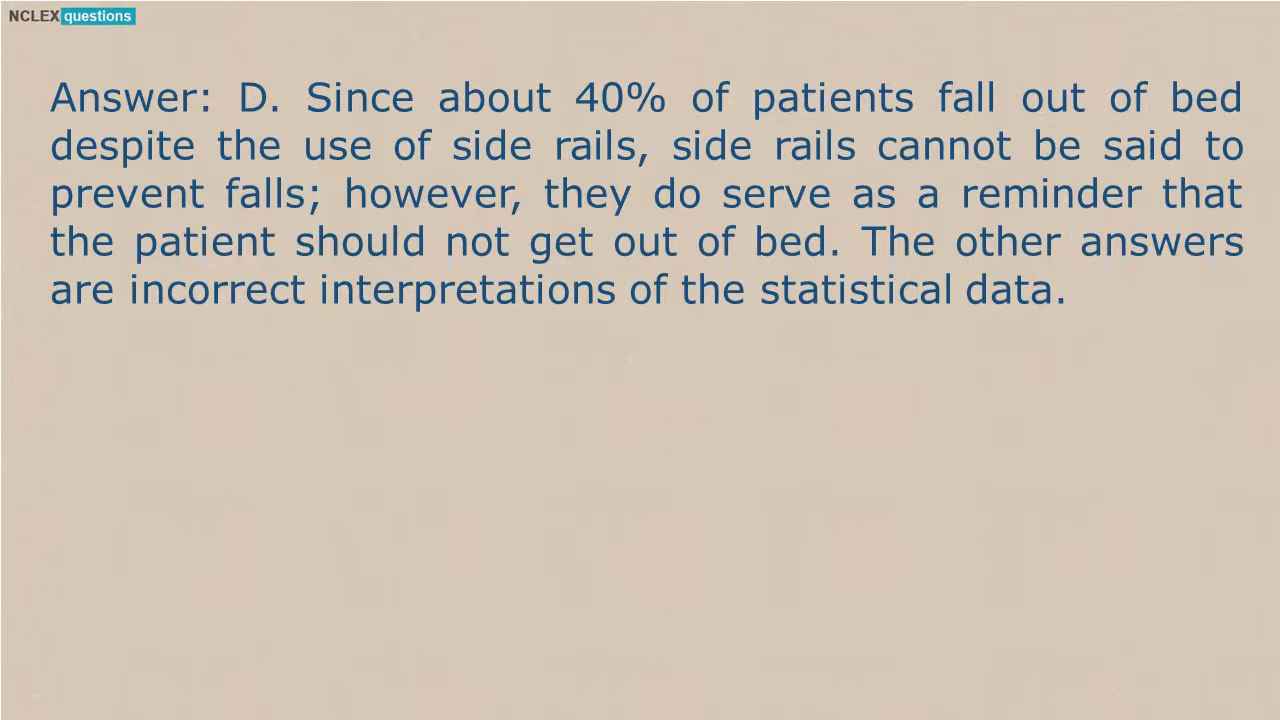 NCLEX questions
Answer: D. Since about 40% of patients fall out of bed
despite the use of side rails, side rails cannot be said to
prevent falls; however, they do serve as a reminder that
the patient should not get out of bed. The other answers
are incorrect interpretations of the statistical data.